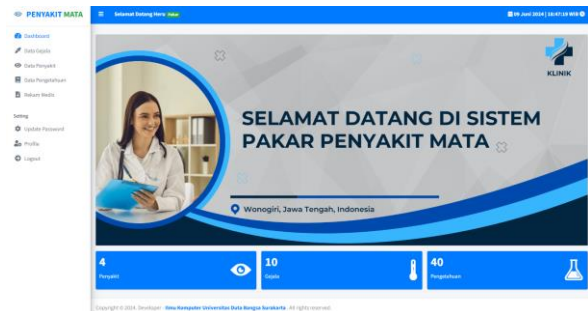 PENYAKIT MATA
Selamat Datang Heru Pakar
09 Juni 2024 | 16:47:19 WIB
Dashboard
Data Gejala
Data Penyakit
Data Pengetahuan
Rekam Medis
Setting
Update Password
Profile
Logout
KLINIK
SELAMAT DATANG DI SISTEM
PAKAR PENYAKIT MATA
Wonogiri, Jawa Tengah, Indonesia
4
Penyakit
10
Gejala
40
Pengetahuan
Copyright © 2024. Developer - Ilmu Komputer Universitas Duta Bangsa Surakarta . All rights reserved.